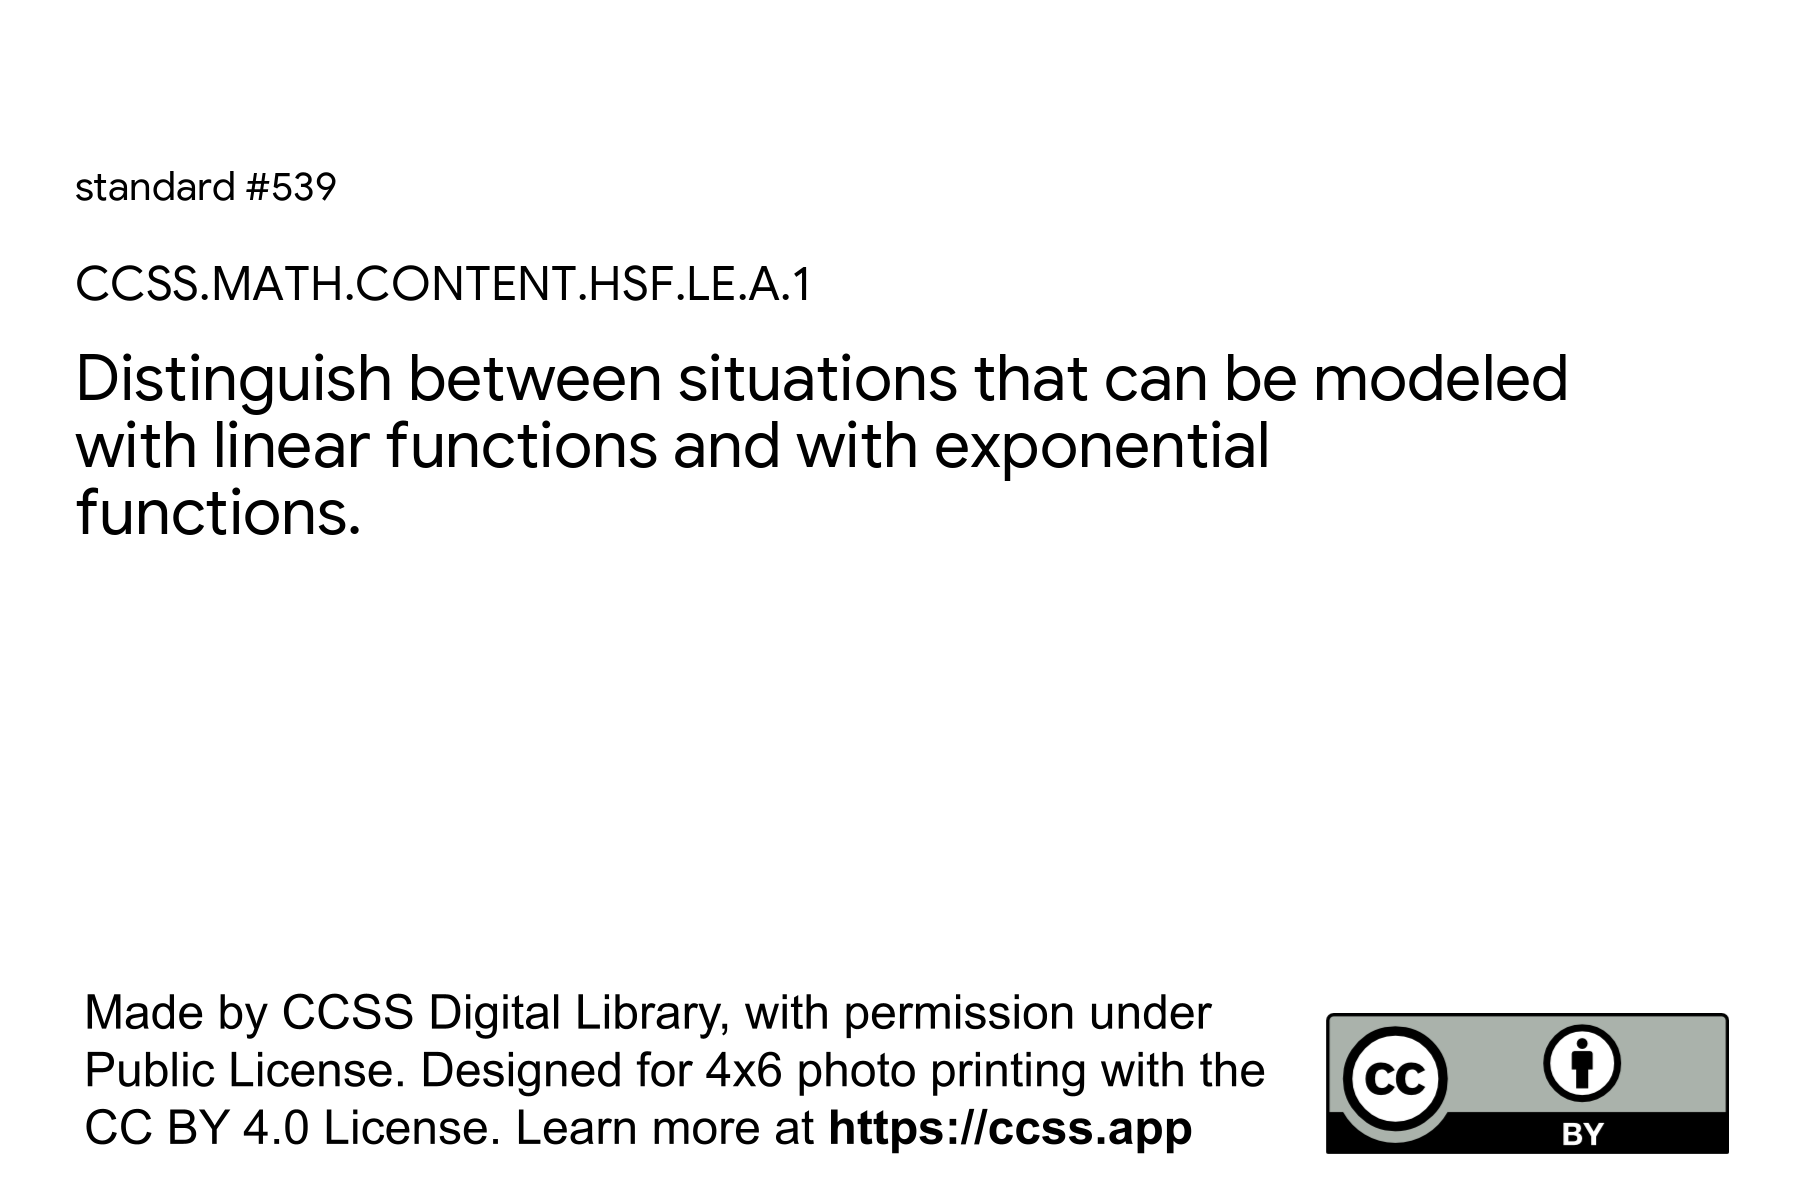 standard #539
CCSS.MATH.CONTENT.HSF.LE.A.1
Distinguish between situations that can be modeled
with linear functions and with exponential
functions.
Made by CCSS Digital Library, with permission under
Public License. Designed for 4x6 photo printing with the
CC BY 4.0 License. Learn more at https://ccss.app
CC
BY